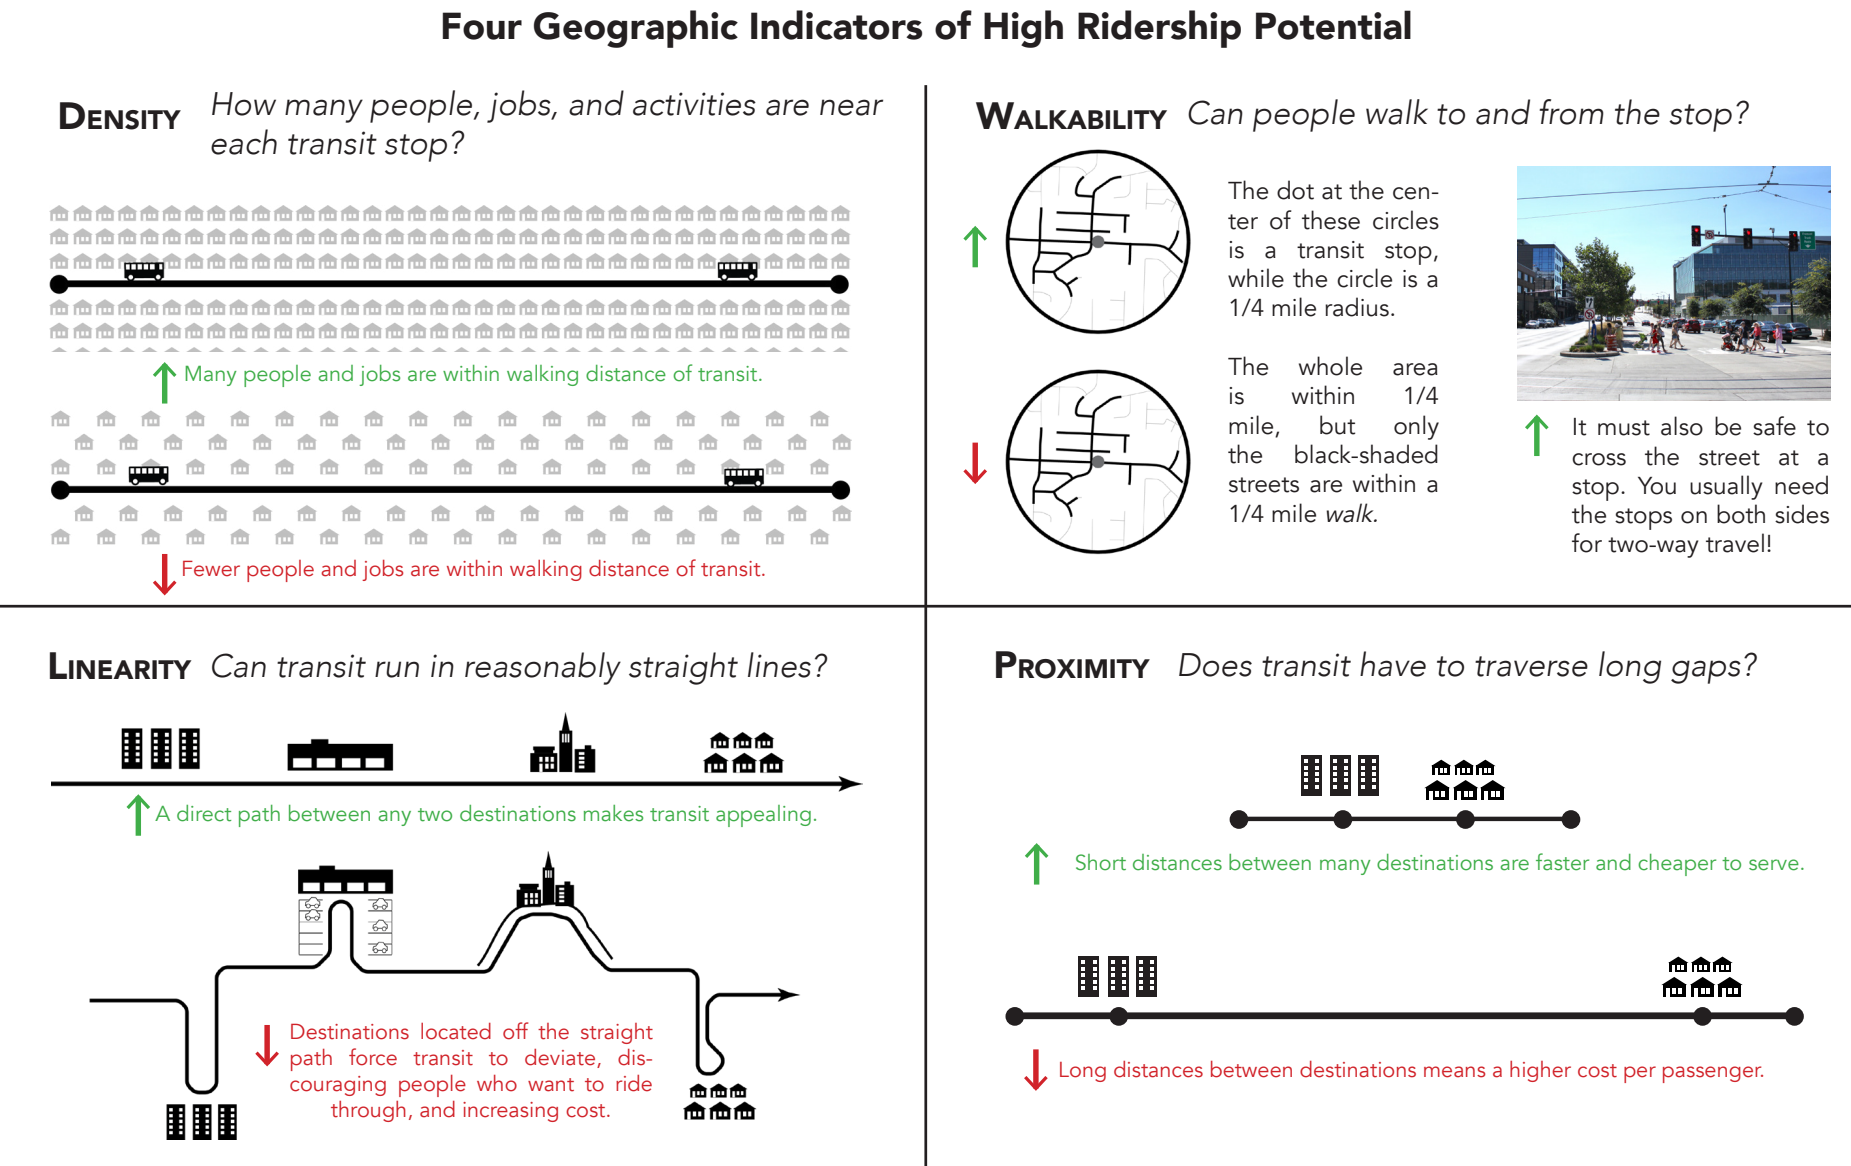 Four Geographic Indicators of High Ridership Potential
DENSITY How many people, jobs, and activities are near
each transit stop?
Many people and jobs are within walking distance of transit.
Fewer people and jobs are within walking distance of transit.
WALKABILITY Can people walk to and from the stop?
The dot at the cen-
ter of these circles
is a transit stop,
while the circle is a
1/4 mile radius.
The whole area
is within 1/4
mile, but only
the black-shaded
streets are within a
1/4 mile walk.
It must also be safe to
cross the street at a
stop. You usually need
the stops on both sides
for two-way travel!
LINEARITY Can transit run in reasonably straight lines?
A direct path between any two destinations makes transit appealing.
Destinations located off the straight
path force transit to deviate, dis-
couraging people who want to ride
through, and increasing cost.
PROXIMITY Does transit have to traverse long gaps?
Short distances between many destinations are faster and cheaper to serve.
Long distances between destinations means a higher cost per passenger.